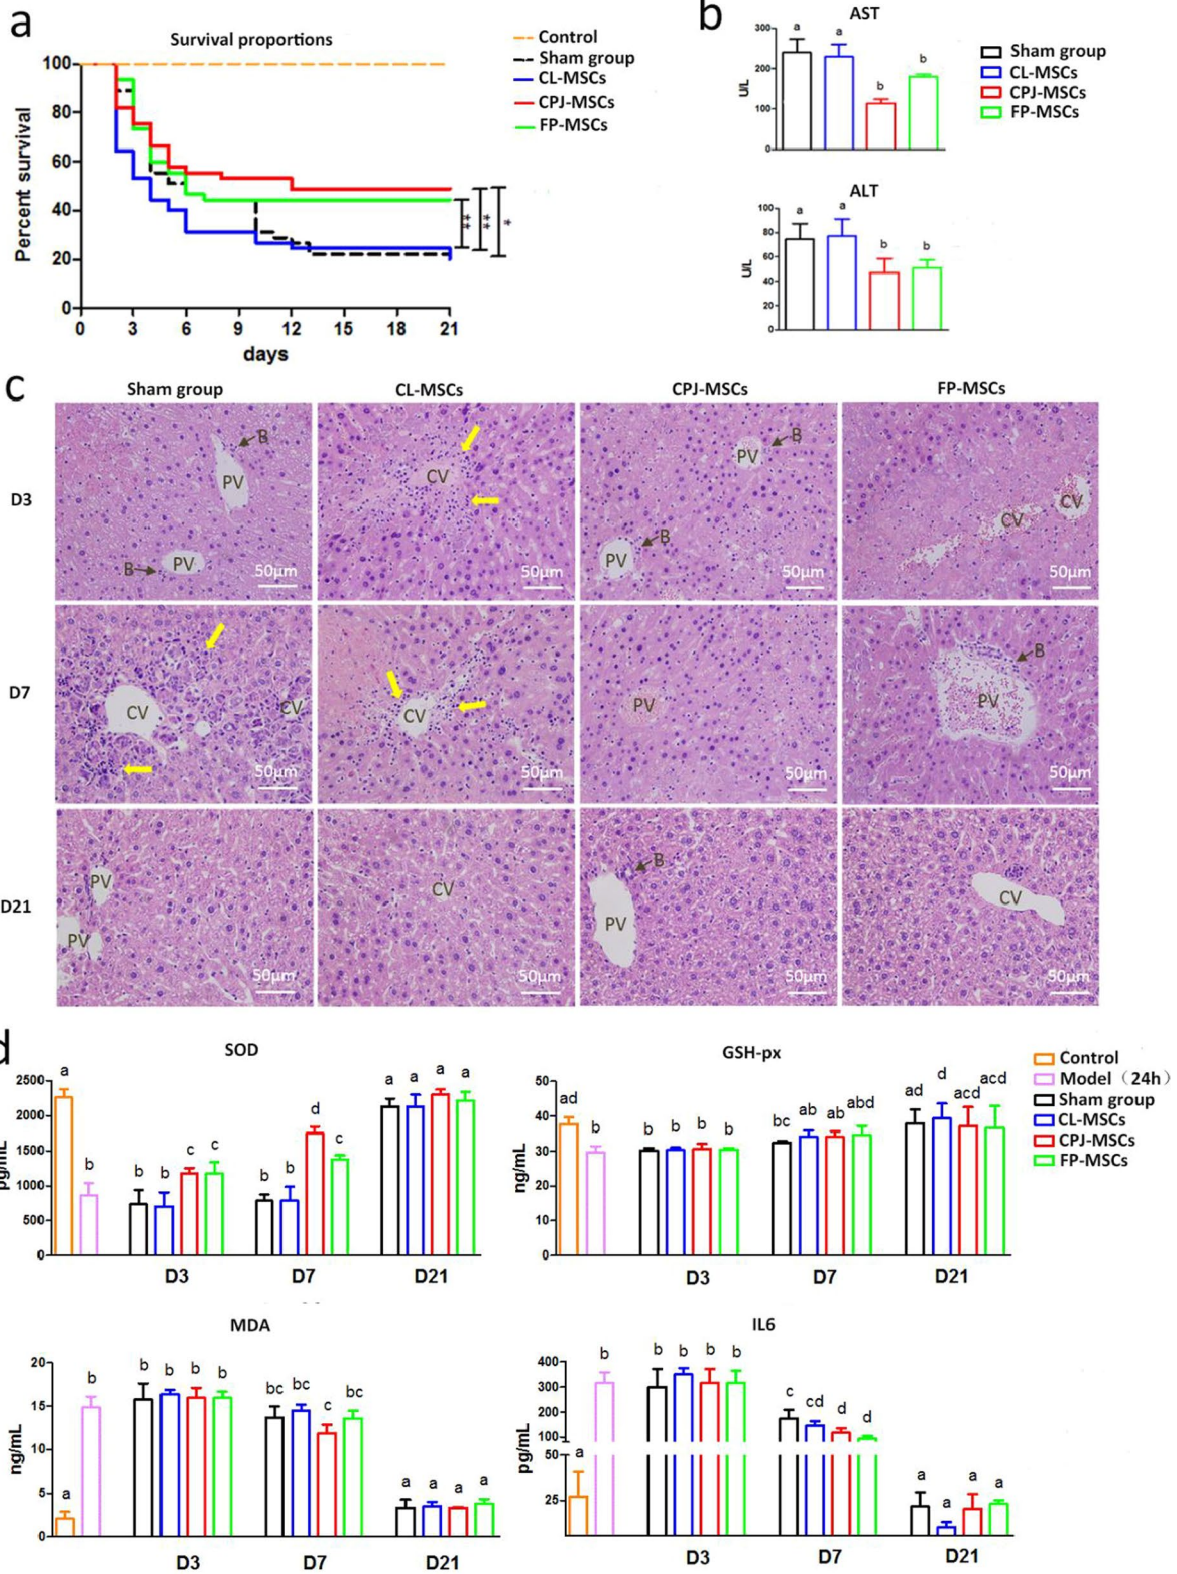 a
Survival proportions
Control
Sham group
CL-MSCs
CPJ-MSCs
FP-MSCs
Percent survival
100
80
60
40
20
0
0 3 6 9 12 15 18 21
days
**
**
*
b
AST
U/L
300
200
100
0
a a b b
Sham group
CL-MSCs
CPJ-MSCs
FP-MSCs
ALT
U/L
100
80
60
40
20
0
a a b b
c
Sham group CL-MSCs CPJ-MSCs FP-MSCs
D3
B
PV
B PV
50μm
CV
50μm
PV B
PV B
50μm
CV CV
50μm
D7
CV CV
50μm
CV
50μm
PV
50μm
B
PV
50μm
D21
PV
PV
50μm
CV
50μm
B
PV
50μm
CV
50μm
d
SOD
pg/mL
2500
2000
1500
1000
500
0
a b b b c c b b d c a a a a
D3 D7 D21
GSH-px
ng/mL
50
40
30
20
10
0
ad b b b b b bc ab ab abd ad d acd acd
D3 D7 D21
Control
Model（24h）
Sham group
CL-MSCs
CPJ-MSCs
FP-MSCs
MDA
ng/mL
20
15
10
5
0
a b b b b b bc bc c bc a a a a
D3 D7 D21
IL6
pg/mL
400
300
200
100
50
25
a b b b b b c cd d d a a a a
D3 D7 D21